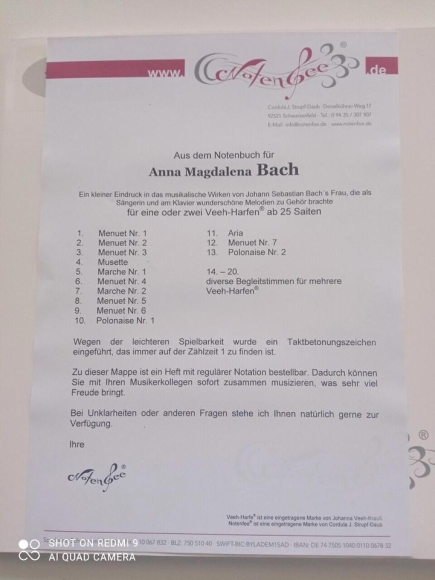 www. Notenfee® .de
Cordula J. Strupf-Daub
E-Mail:
Aus dem Notenbuch für
Anna Magdalena Bach
Ein kleiner Eindruck in das musikalische Wirken von Johann Sebastian Bach's Frau, die als
Sängerin und am Klavier wunderschöne Melodien zu Gehör brachte
für eine oder zwei Veeh-Harfen® ab 25 Saiten
1. Menuet Nr. 1
2. Menuet Nr. 2
3. Menuet Nr. 3
4. Musette
5. Marche Nr. 1
6. Menuet Nr. 4
7. Marche Nr. 2
8. Menuet Nr. 5
9. Menuet Nr. 6
10. Polonaise Nr. 1
11. Aria
12. Menuet Nr. 7
13. Polonaise Nr. 2
14. – 20.
diverse Begleitstimmen für mehrere
Veeh-Harfen®
Wegen der leichteren Spielbarkeit wurde ein Taktbetonungszeichen
eingeführt, das immer auf der Zählzeit 1 zu finden ist.
Zu dieser Mappe ist ein Heft mit regulärer Notation bestellbar. Dadurch können
Sie mit Ihren Musikerkollegen sofort zusammen musizieren, was sehr viel
Freude bringt.
Bei Unklarheiten oder anderen Fragen stehe ich Ihnen natürlich gerne zur
Verfügung.
Ihre
Notenfee®
Veeh-Harfe® ist eine eingetragene Marke von Johanna Veeh-Krauß
Notenfee® ist eine eingetragene Marke von Cordula J. Strupf-Daub
SWIFT-BIC: BYLADEM1SAD · IBAN: DE
SHOT ON REDMI 9
AI QUAD CAMERA